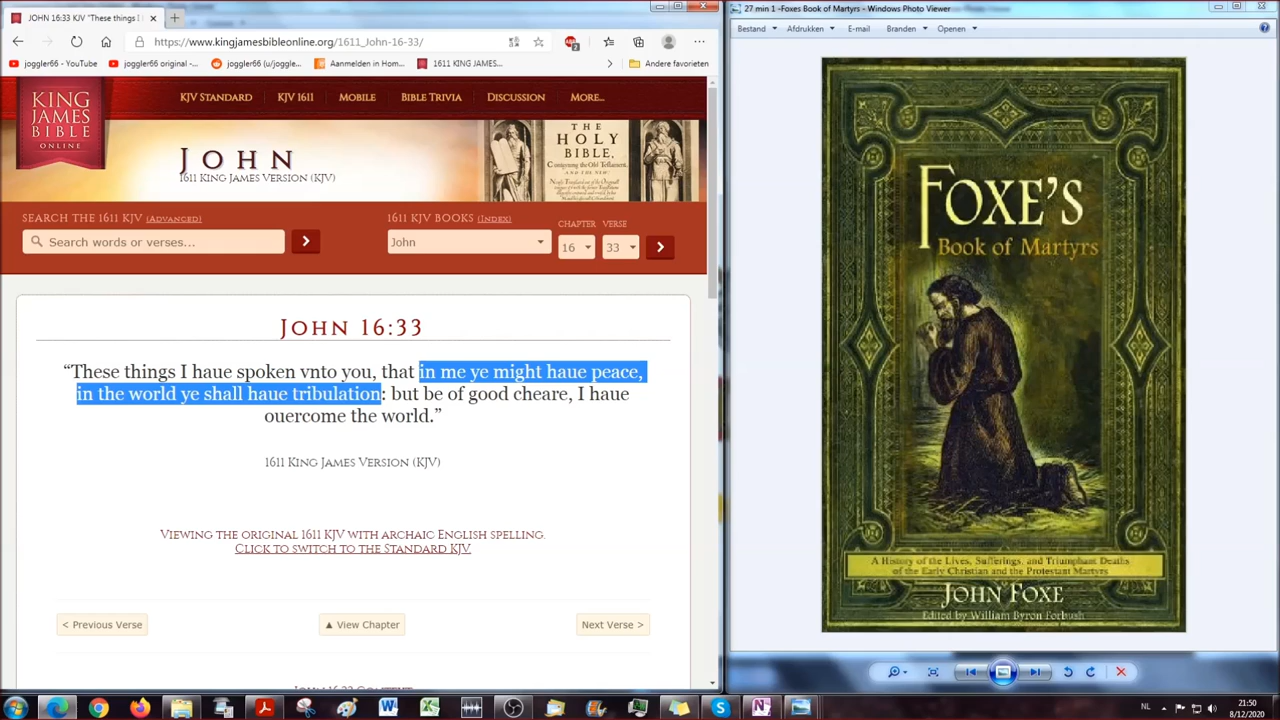 JOHN 16:33 KJV "These things I
https://www.kingjamesbibleonline.org/1611_John-16-33/
joggler66 - YouTube
joggler66 original -...
joggler66 (u/joggle...
Aanmelden in Hom...
1611 KING JAMES...
Andere favorieten
KING
JAMES
BIBLE
ONLINE
KJV STANDARD
KJV 1611
MOBILE
BIBLE TRIVIA
DISCUSSION
MORE...
JOHN
1611 KING JAMES VERSION (KJV)
THE
HOLY
BIBLE,
SEARCH THE 1611 KJV (ADVANCED)
1611 KJV BOOKS (INDEX)
CHAPTER
VERSE
Search words or verses...
John
16
33
JOHN 16:33
“These things I haue spoken vnto you, that in me ye might haue peace,
in the world ye shall haue tribulation: but be of good cheare, I haue
ouercome the world.”
1611 KING JAMES VERSION (KJV)
VIEWING THE ORIGINAL 1611 KJV WITH ARCHAIC ENGLISH SPELLING.
CLICK TO SWITCH TO THE STANDARD KJV
< Previous Verse
▲ View Chapter
Next Verse >
27 min 1 -Foxes Book of Martyrs - Windows Photo Viewer
Bestand
Afdrukken
E-mail
Branden
Openen
FOXE'S
Book of Martyrs
A History of the Lives, Sufferings, and Triumphant Deaths
of the Early Christian and the Protestant Martyrs
JOHN FOXE
Edited by William Byron Forbush
NL
21:50
8/12/2020